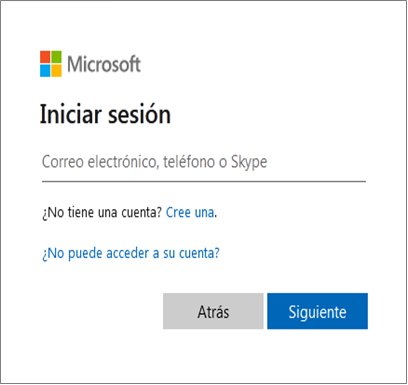 Microsoft
Iniciar sesión
Correo electrónico, teléfono o Skype
¿No tiene una cuenta? Cree una.
¿No puede acceder a su cuenta?
Atrás Siguiente